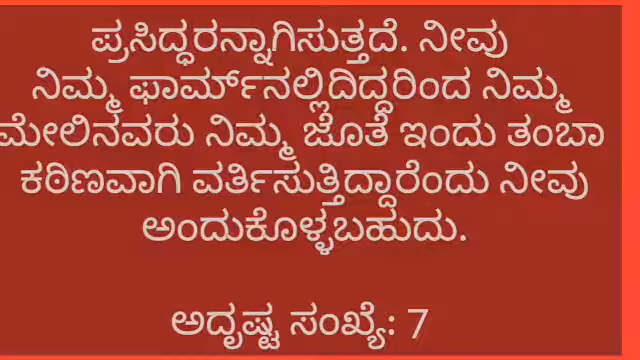 ಪ್ರಸಿದ್ಧರನ್ನಾಗಿಸುತ್ತದೆ. ನೀವು
ನಿಮ್ಮ ಫಾರ್ಮ್‌ನಲ್ಲಿದಿದ್ದರಿಂದ ನಿಮ್ಮ
ಮೇಲಿನವರು ನಿಮ್ಮ ಜೊತೆ ಇಂದು ತಂಬಾ
ಕಠಿಣವಾಗಿ ವರ್ತಿಸುತ್ತಿದ್ದಾರೆಂದು ನೀವು
ಅಂದುಕೊಳ್ಳಬಹುದು.
ಅದೃಷ್ಟ ಸಂಖ್ಯೆ: 7